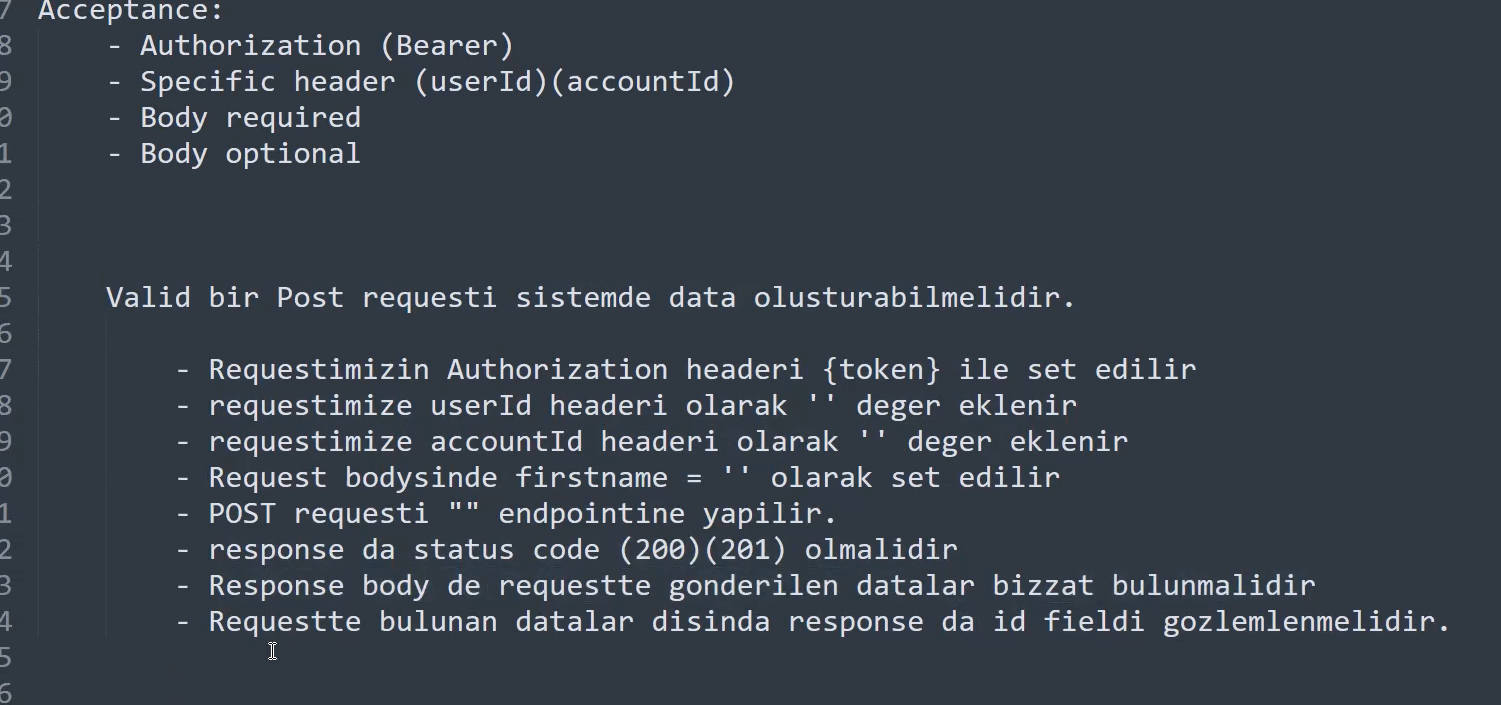 7 Acceptance:
8 - Authorization (Bearer)
9 - Specific header (userId)(accountId)
0 - Body required
1 - Body optional
2
3
4
5 Valid bir Post requesti sistemde data olusturabilmelidir.
6
7 - Requestimizin Authorization headeri {token} ile set edilir
8 - requestimize userId headeri olarak '' deger eklenir
9 - requestimize accountId headeri olarak '' deger eklenir
0 - Request bodysinde firstname = '' olarak set edilir
1 - POST requesti "" endpointine yapilir.
2 - response da status code (200)(201) olmalidir
3 - Response body de requestte gonderilen datalar bizzat bulunmalidir
4 - Requestte bulunan datalar disinda response da id fieldi gozlemlenmelidir.
5
6